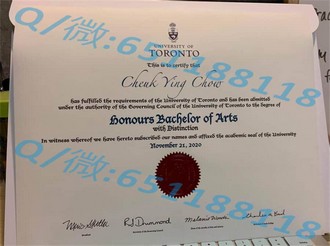 UNIVERSITY OF
TORONTO
This is to certify that
Cheuk Ying Chow
has fulfilled the requirements of the University of Toronto and has been admitted
under the authority of the Governing Council of the University of Toronto to the degree of
Honours Bachelor of Arts
with Distinction
In witness whereof we have hereto subscribed our names and affixed the academic seal of the University
November 21, 2020
Q/微:651188118
Q/微:651188118